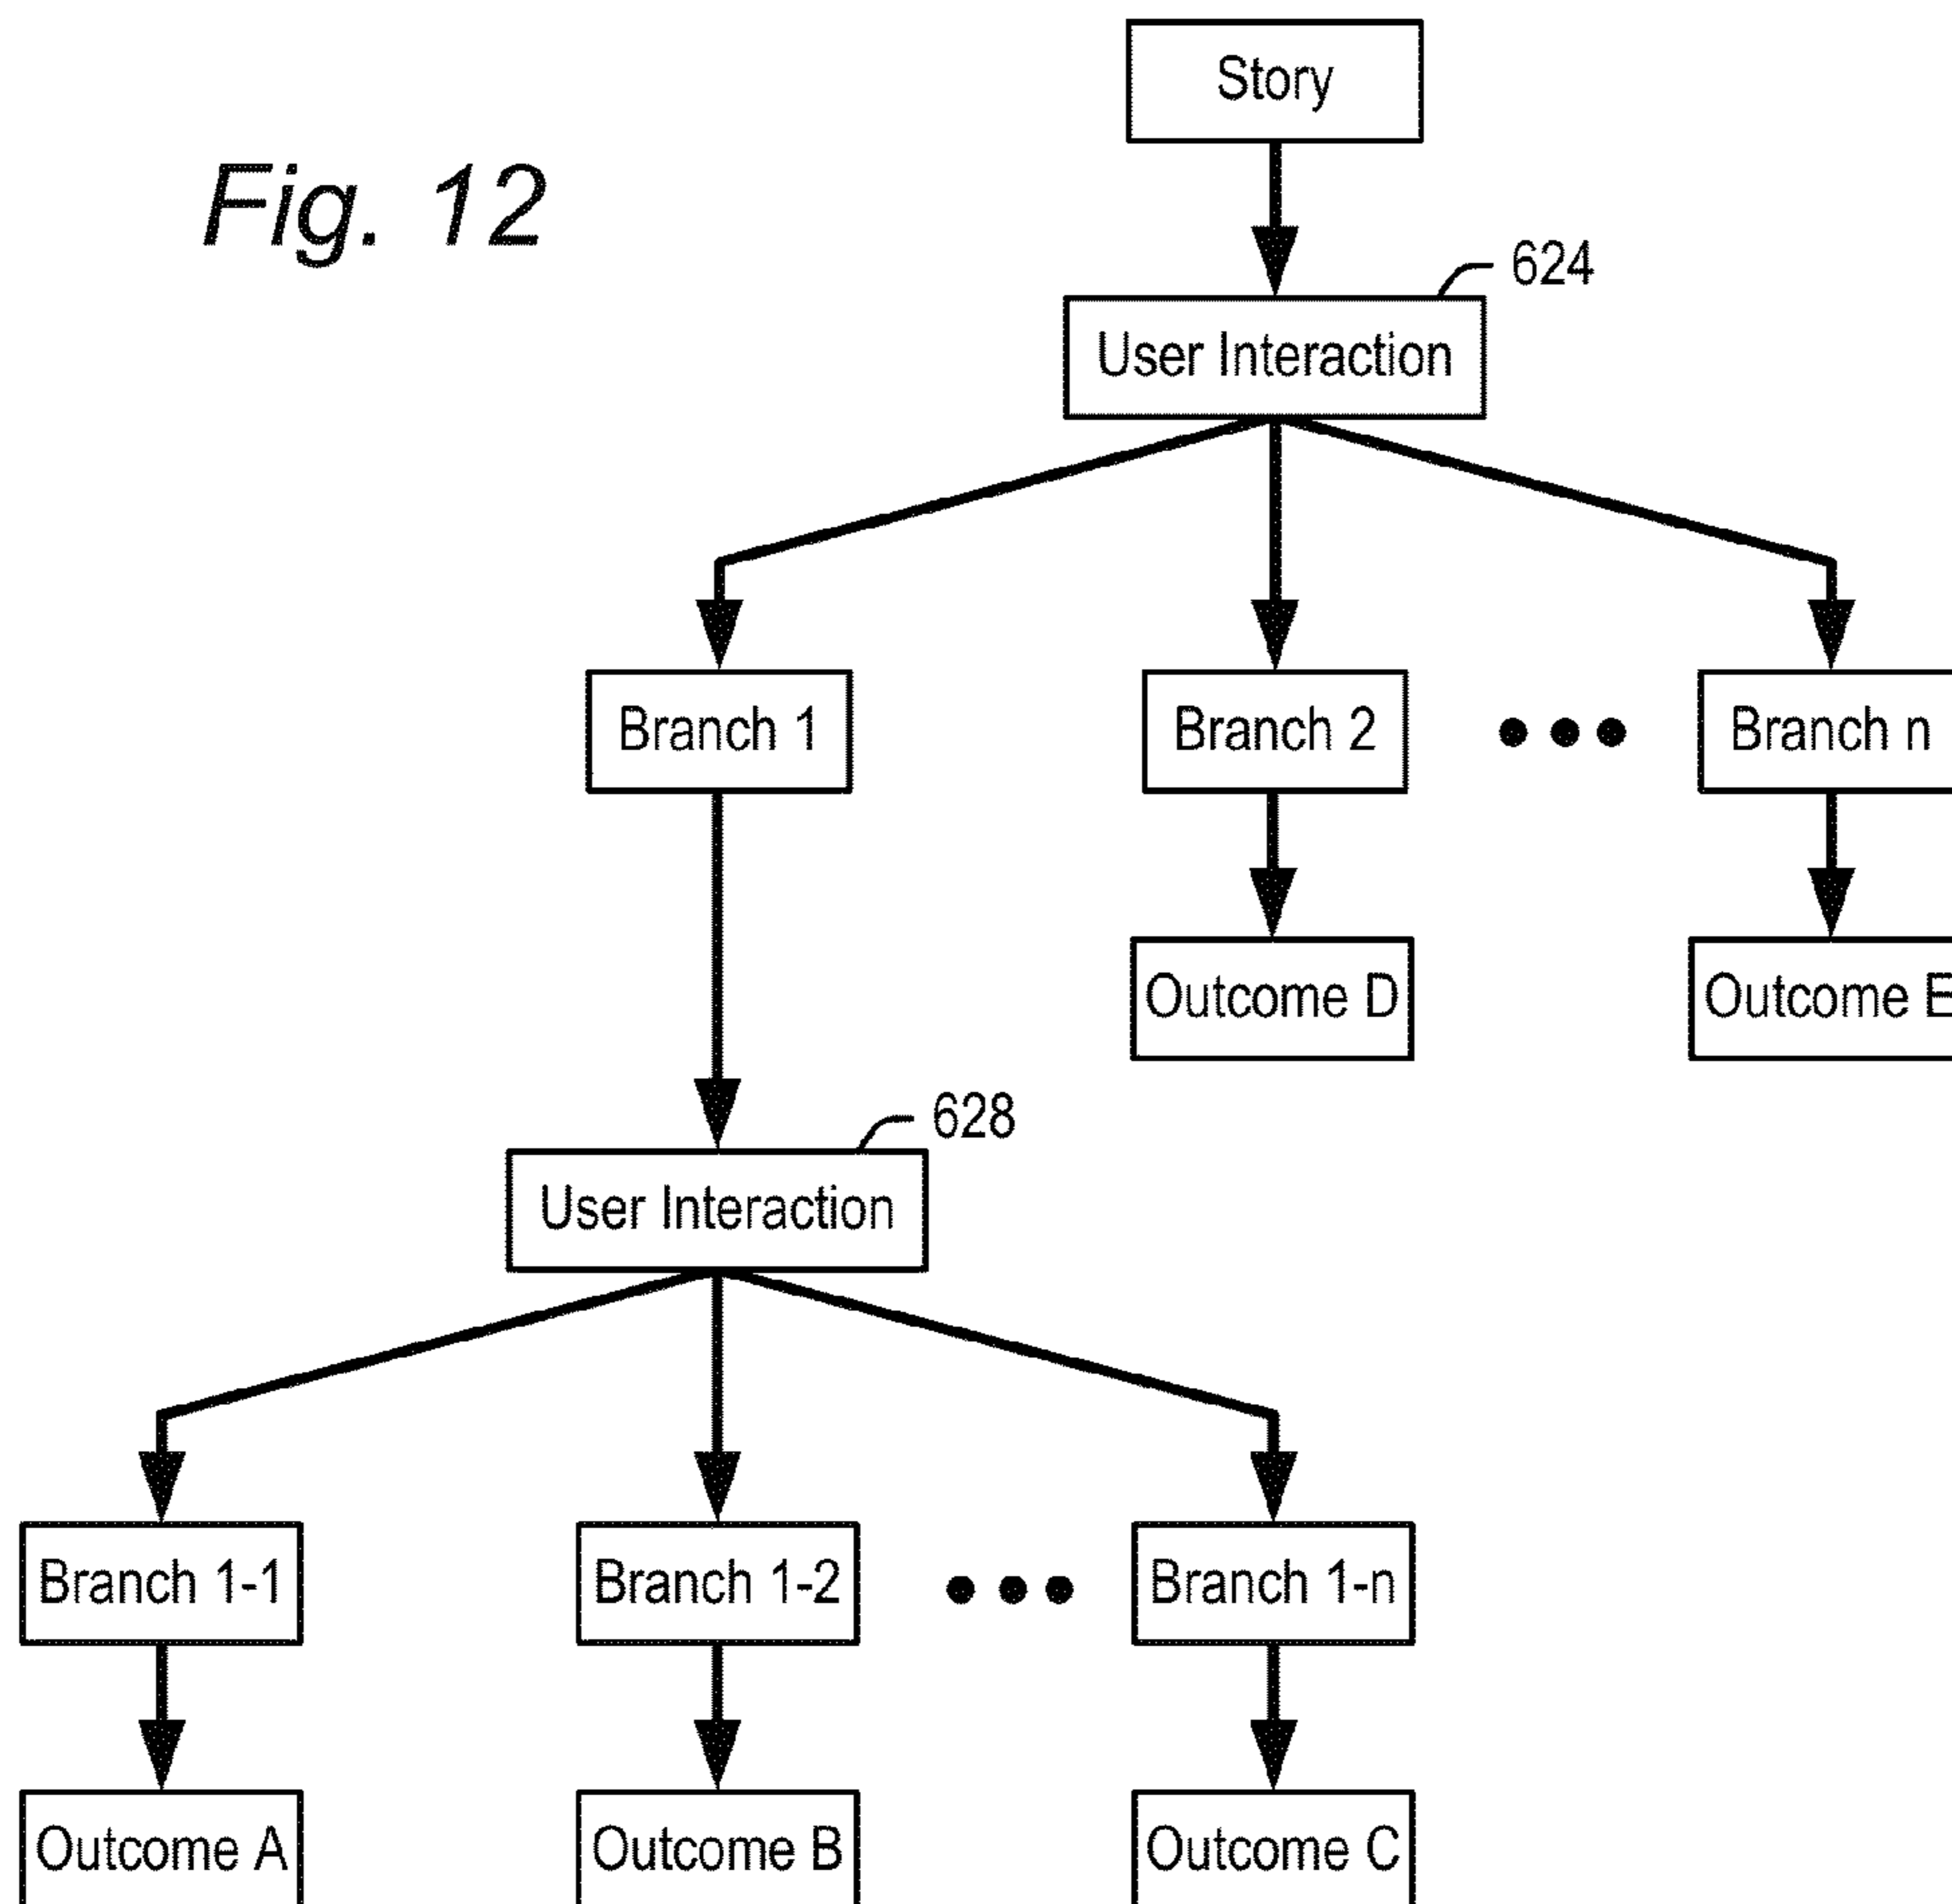 Story
Fig. 12
624
User Interaction
Branch 1
Branch 2
Branch n
Outcome D
Outcome E
628
User Interaction
Branch 1-1
Branch 1-2
Branch 1-n
Outcome A
Outcome B
Outcome C